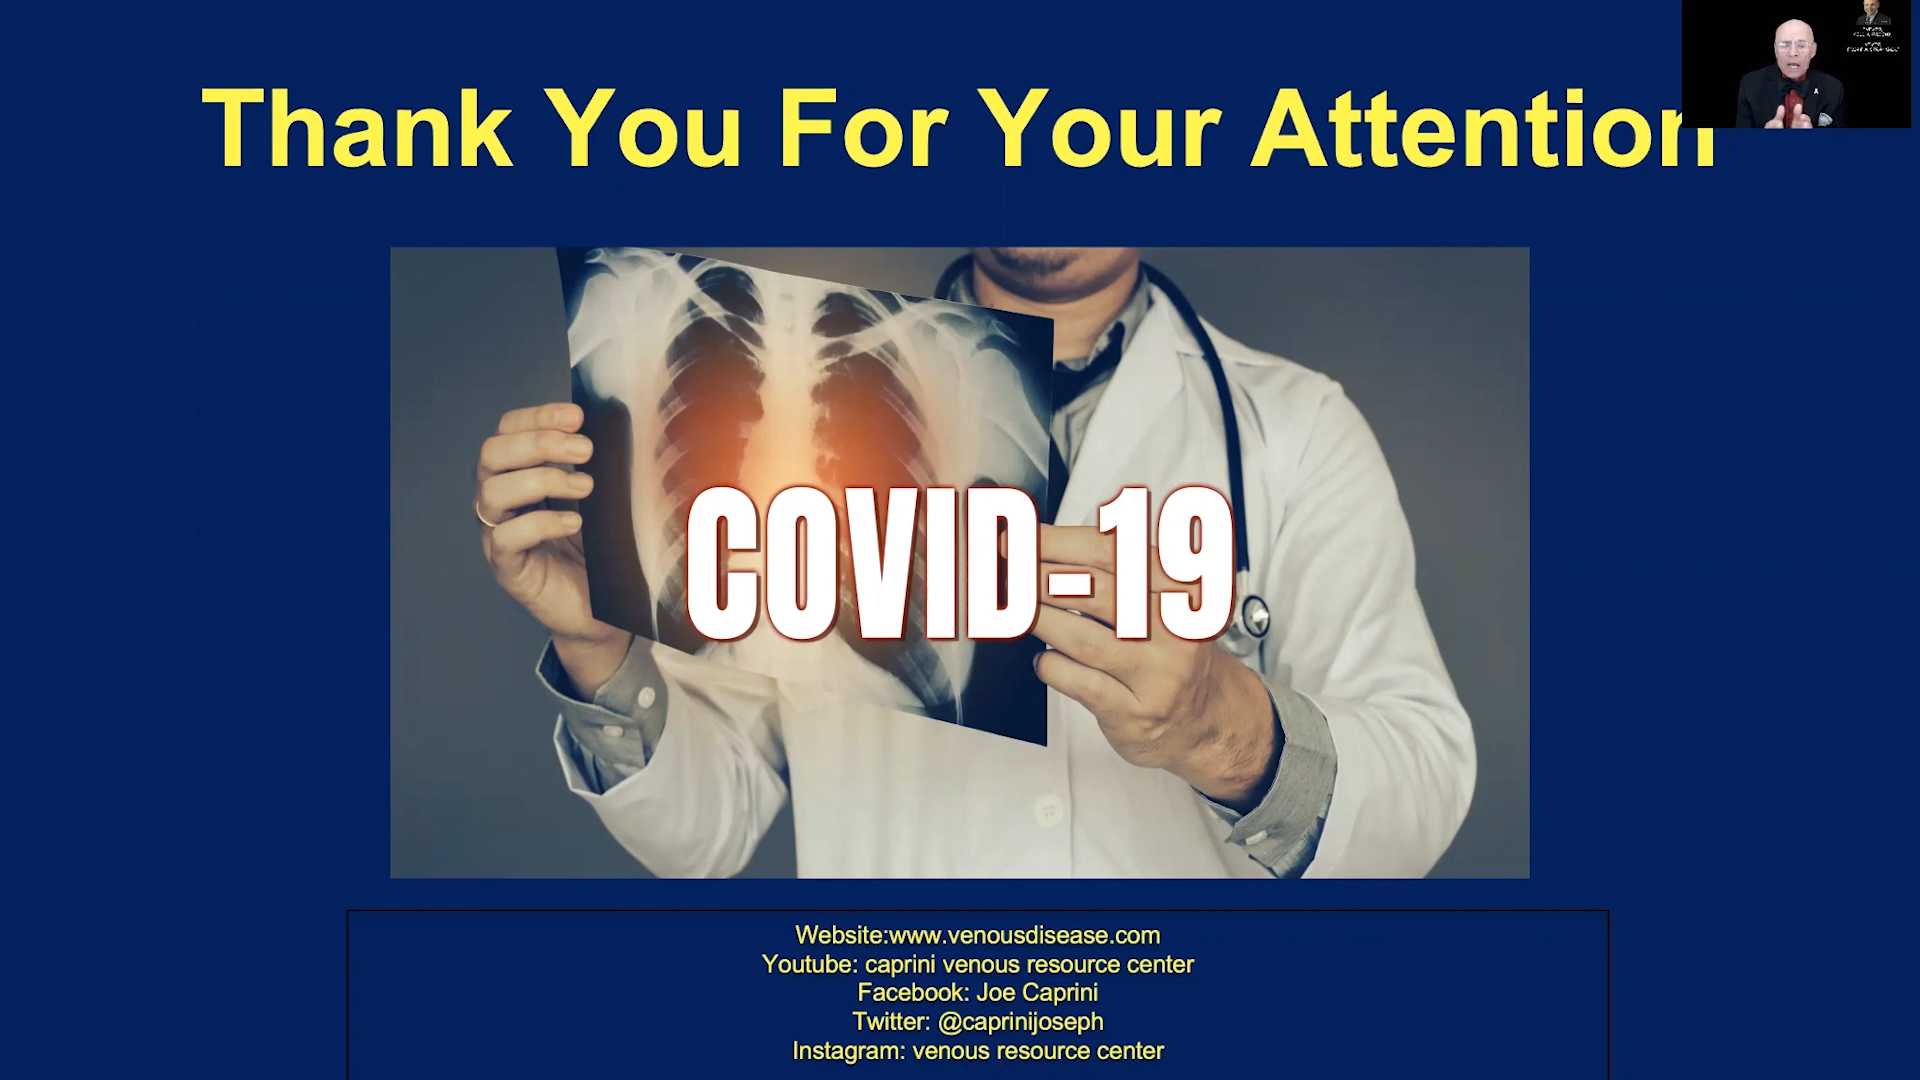 Thank You For Your Attention
COVID-19
Website:www.venousdisease.com
Youtube: caprini venous resource center
Facebook: Joe Caprini
Twitter: @caprinijoseph
Instagram: venous resource center